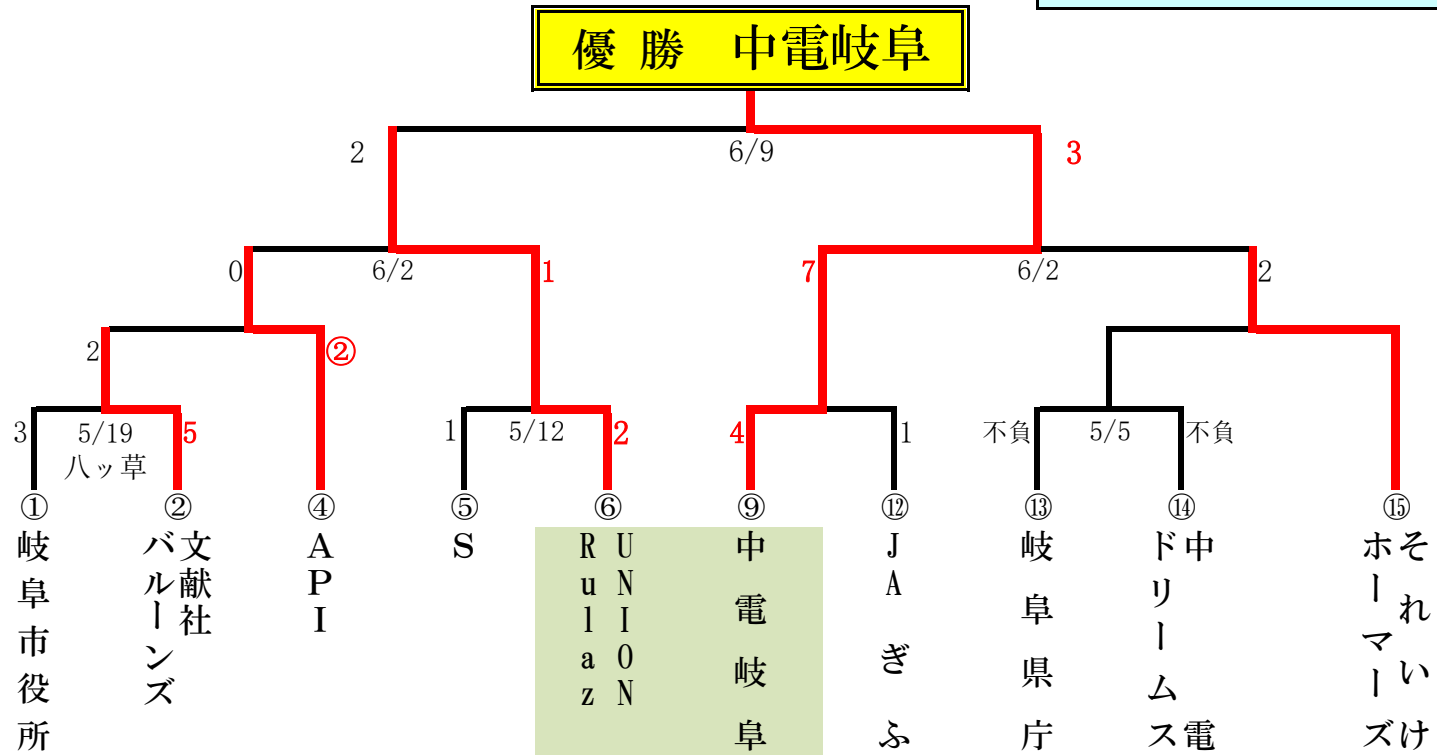 優勝 中電岐阜
2
6/9
3
0
6/2
1
7
6/2
2
2
②
3
5/19
5
八ッ草
1
5/12
2
4
1
不負
5/5
不負
①
②
④
⑤
⑥
⑨
⑫
⑬
⑭
⑮
岐阜市役所
文献社
バルーンズ
API
S
UNION
Rulaz
中電岐阜
JAぎふ
岐阜県庁
中電
ドリームス
それいけ
ホーマーズ